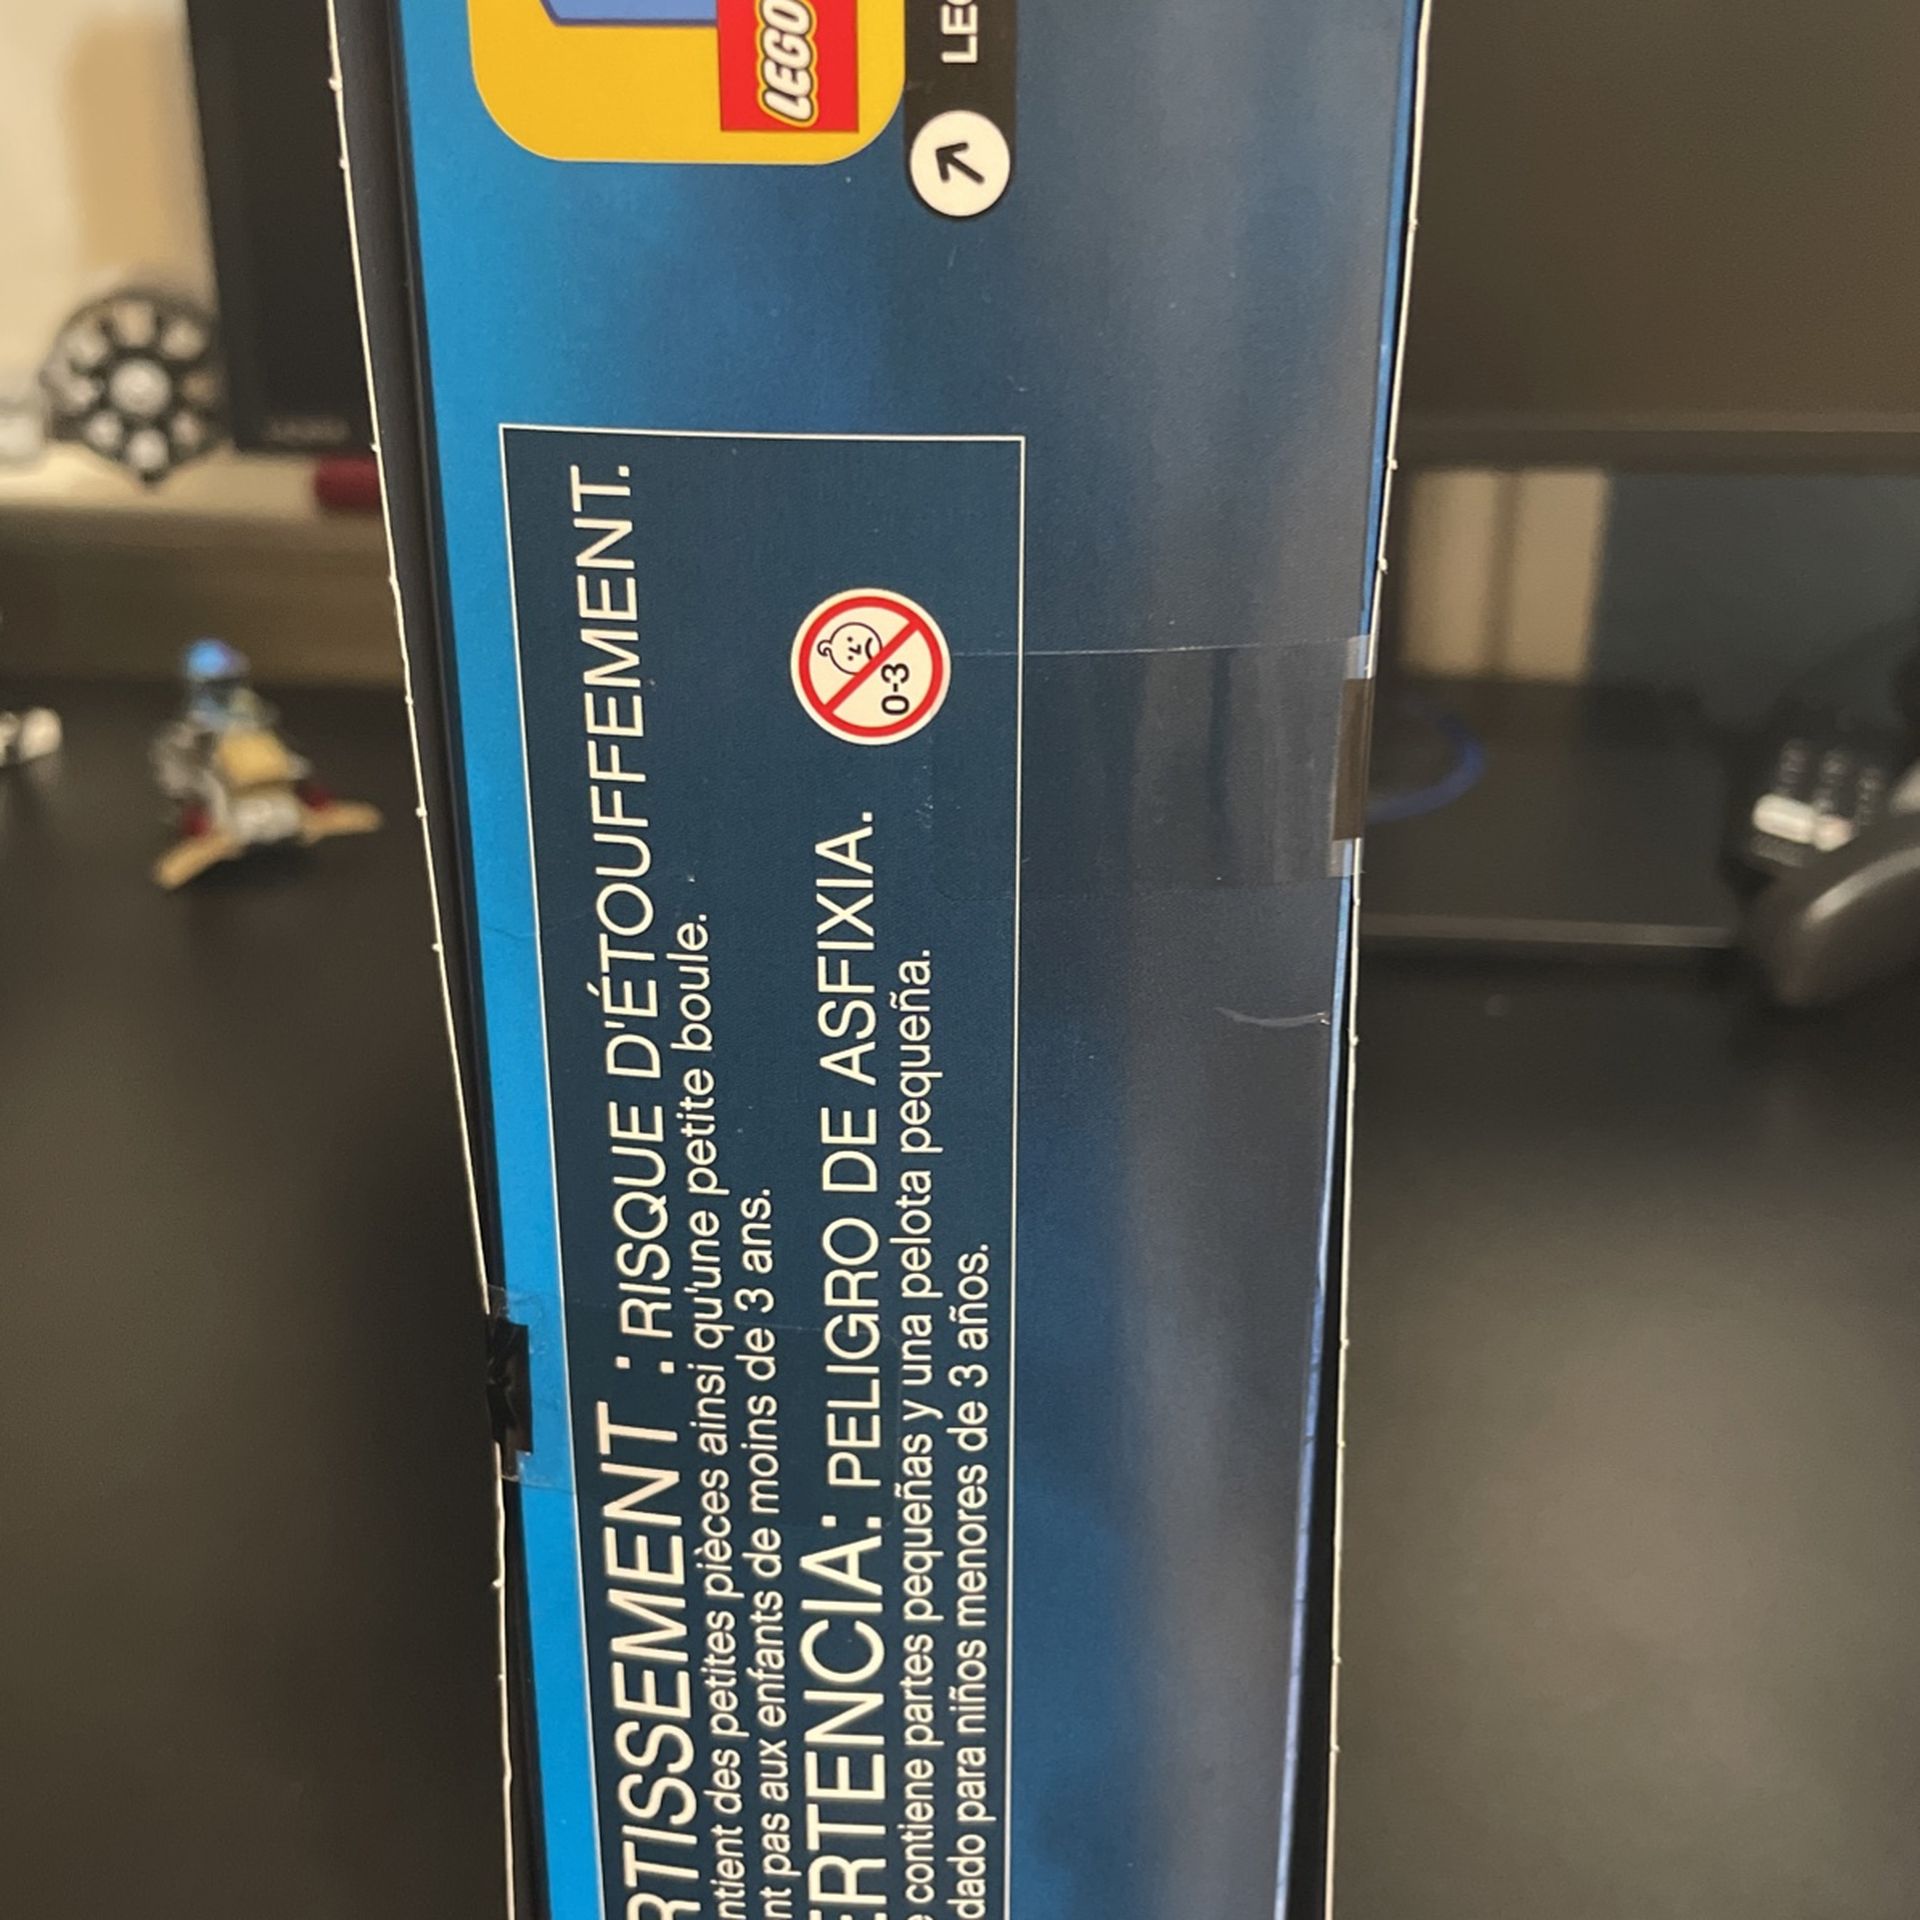 RTISSEMENT : RISQUE D'ÉTOUFFEMENT.
ntient des petites pièces ainsi qu'une petite boule.
nt pas aux enfants de moins de 3 ans.
ERTENCIA: PELIGRO DE ASFIXIA.
e contiene partes pequeñas y una pelota pequeña.
dado para niños menores de 3 años.
0-3
LEGO
LEG